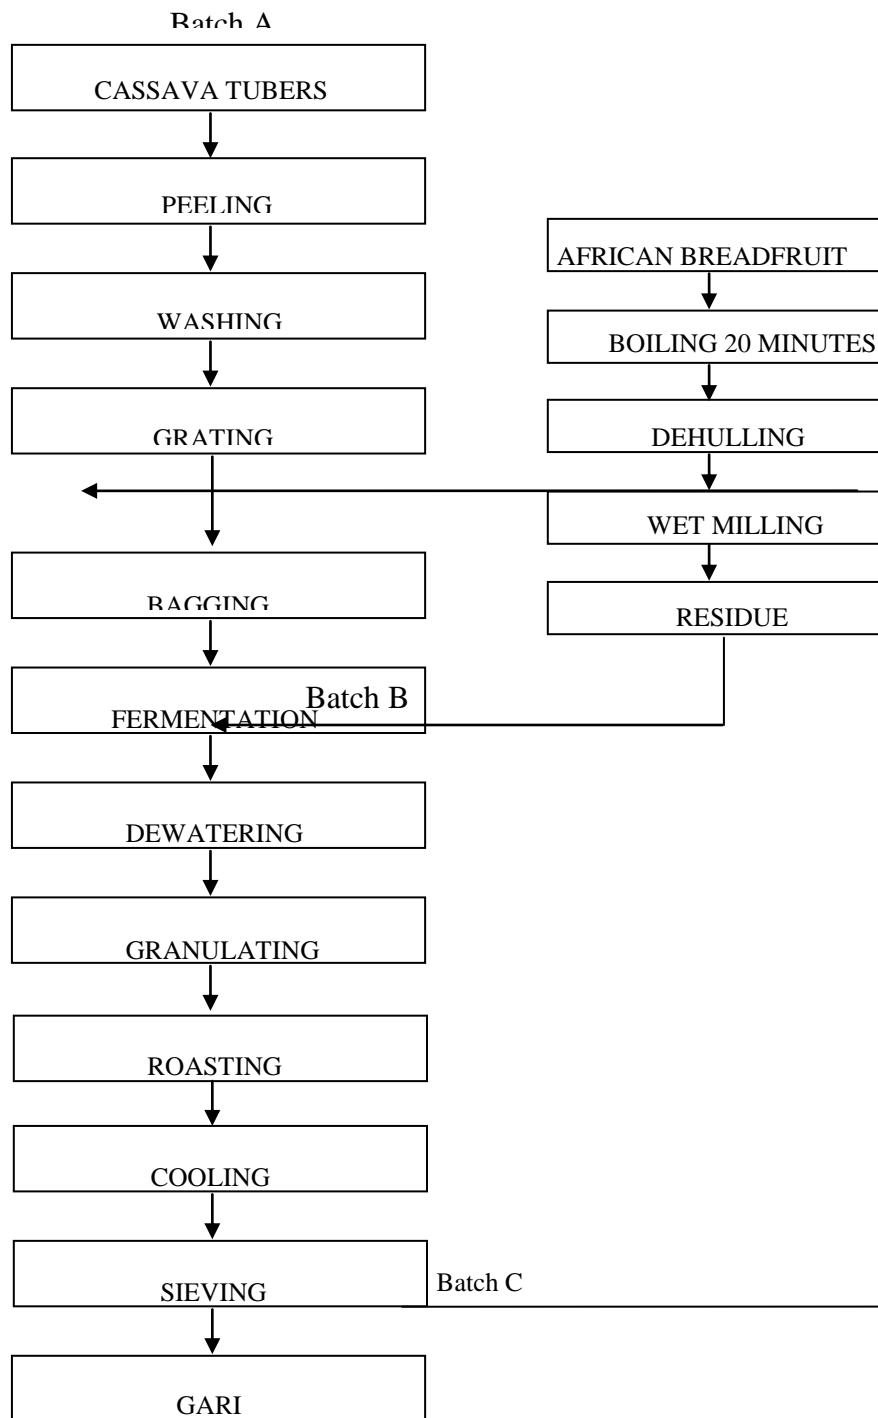 Batch A
CASSAVA TUBERS
PEELING
WASHING
GRATING
BAGGING
FERMENTATION
DEWATERING
GRANULATING
ROASTING
COOLING
SIEVING
GARI
AFRICAN BREADFRUIT
BOILING 20 MINUTES
DEHULLING
WET MILLING
RESIDUE
Batch B
Batch C